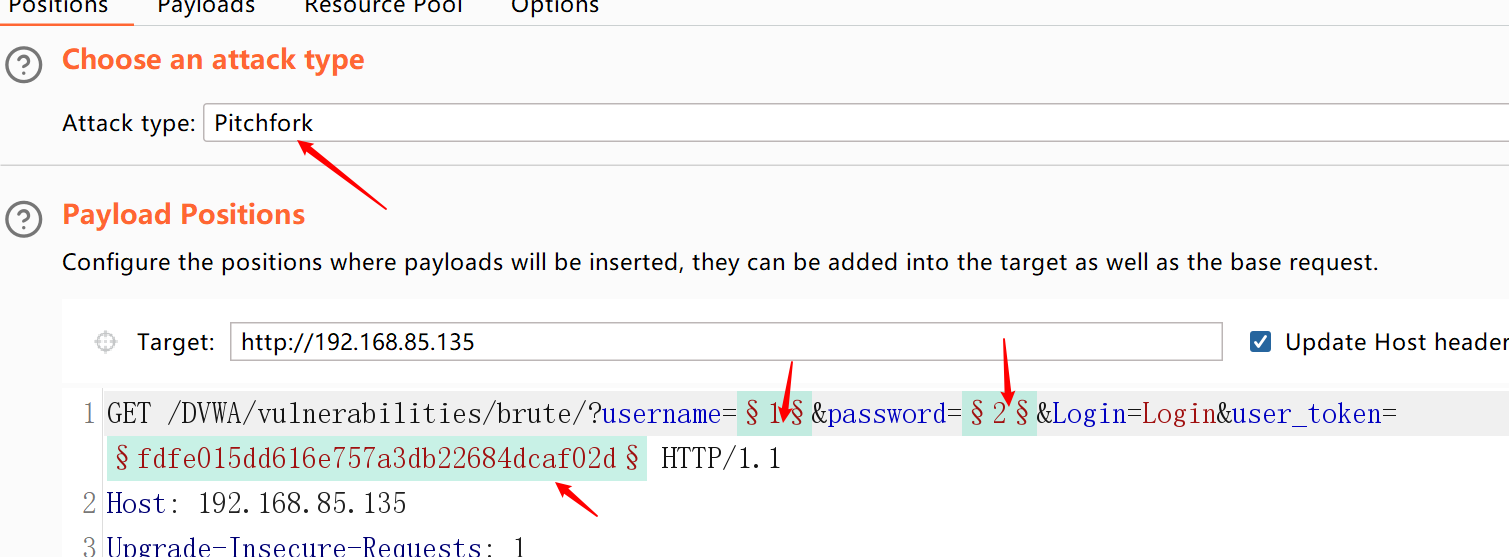 Positions Payloads Resource Pool Options
Choose an attack type
Attack type: Pitchfork
Payload Positions
Configure the positions where payloads will be inserted, they can be added into the target as well as the base request.
Target: http://192.168.85.135 Update Host header
1 GET /DVWA/vulnerabilities/brute/?username=§1§&password=§2§&Login=Login&user_token=
§fdfe015dd616e757a3db22684dcaf02d§ HTTP/1.1
2 Host: 192.168.85.135
3 Upgrade-Insecure-Requests: 1